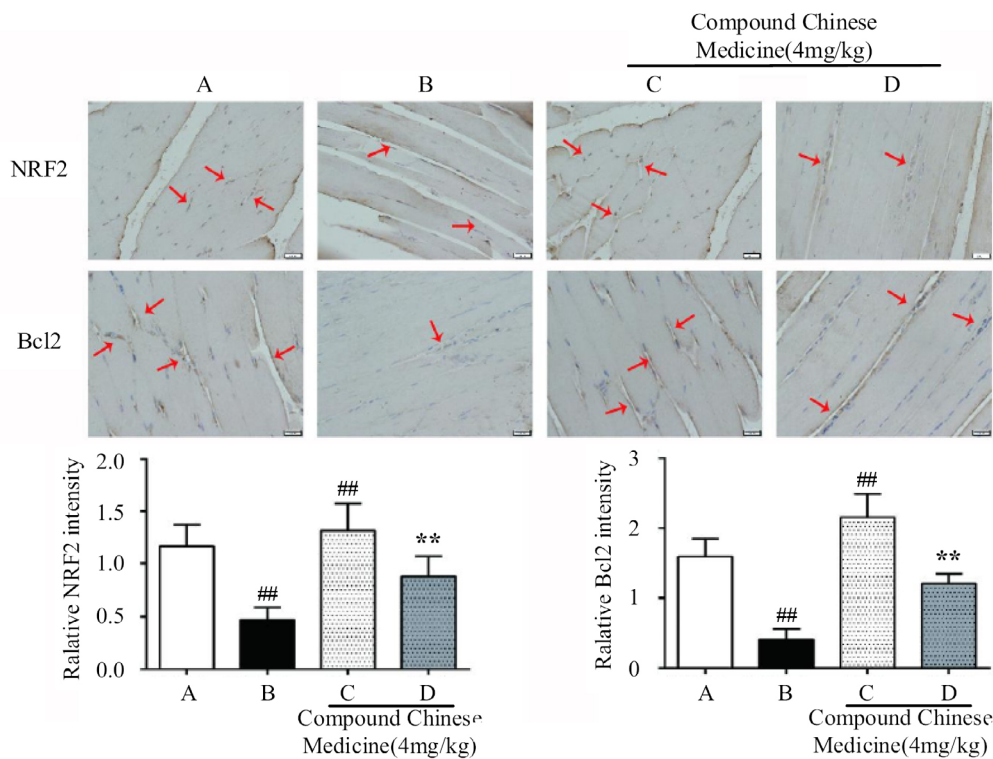 Compound Chinese
Medicine(4mg/kg)
A B C D
NRF2
Bcl2
Ralative NRF2 intensity
2.0
1.5
1.0
0.5
0.0
##
##
**
A B C D
Compound Chinese
Medicine(4mg/kg)
Ralative Bcl2 intensity
3
2
1
0
##
##
**
A B C D
Compound Chinese
Medicine(4mg/kg)